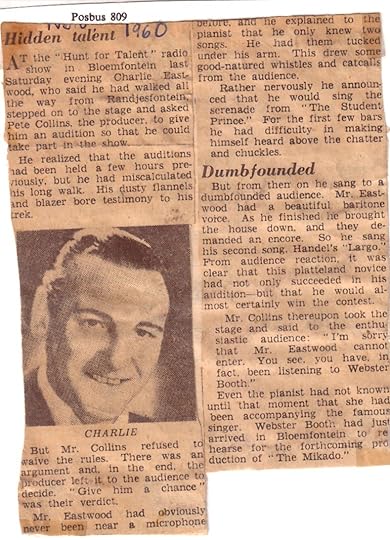 Posbus 809
Hidden talent 1960
AT the "Hunt for Talent" radio
show in Bloemfontein last
Saturday evening Charlie East-
wood, who said he had walked all
the way from Randjesfontein,
stepped on to the stage and asked
Pete Collins, the producer, to give
him an audition so that he could
take part in the show.
He realized that the auditions
had been held a few hours pre-
viously, but he had miscalculated
his long walk. His dusty flannels
and blazer bore testimony to his
trek.
CHARLIE
But Mr. Collins refused to
waive the rules. There was an
argument and, in the end, the
producer left it to the audience to
decide. "Give him a chance"
was their verdict.
Mr. Eastwood had obviously
never been near a microphone
before, and he explained to the
pianist that he only knew two
songs. He had them tucked
under his arm. This drew some
good-natured whistles and catcalls
from the audience.
Rather nervously he announ-
ced that he would sing the
serenade from "The Student
Prince." For the first few bars
he had difficulty in making
himself heard above the chatter
and chuckles.
Dumbfounded
But from then on he sang to a
dumbfounded audience. Mr. East-
wood had a beautiful baritone
voice. As he finished he brought
the house down, and they de-
manded an encore. So he sang
his second song, Handel's "Largo."
From audience reaction, it was
clear that this platteland novice
had not only succeeded in his
audition—but that he would al-
most certainly win the contest.
Mr. Collins thereupon took the
stage and said to the enthu-
siastic audience: "I'm sorry
that Mr. Eastwood cannot
enter. You see, you have, in
fact, been listening to Webster
Booth."
Even the pianist had not known
until that moment that she had
been accompanying the famous
singer. Webster Booth had just
arrived in Bloemfontein to re
hearse for the forthcoming pro
duction of "The Mikado."